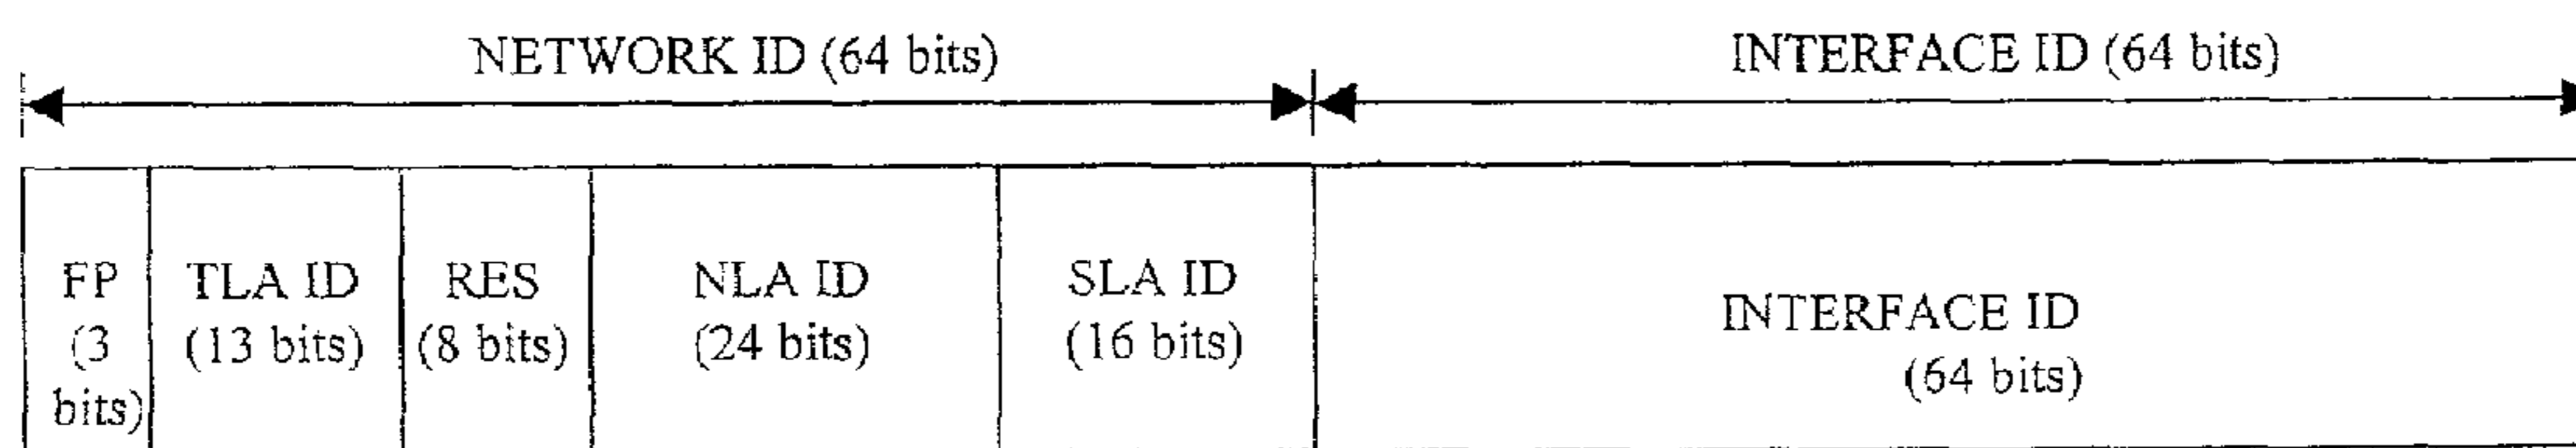 NETWORK ID (64 bits)
INTERFACE ID (64 bits)
FP
(3
bits)
TLA ID
(13 bits)
RES
(8 bits)
NLA ID
(24 bits)
SLA ID
(16 bits)
INTERFACE ID
(64 bits)